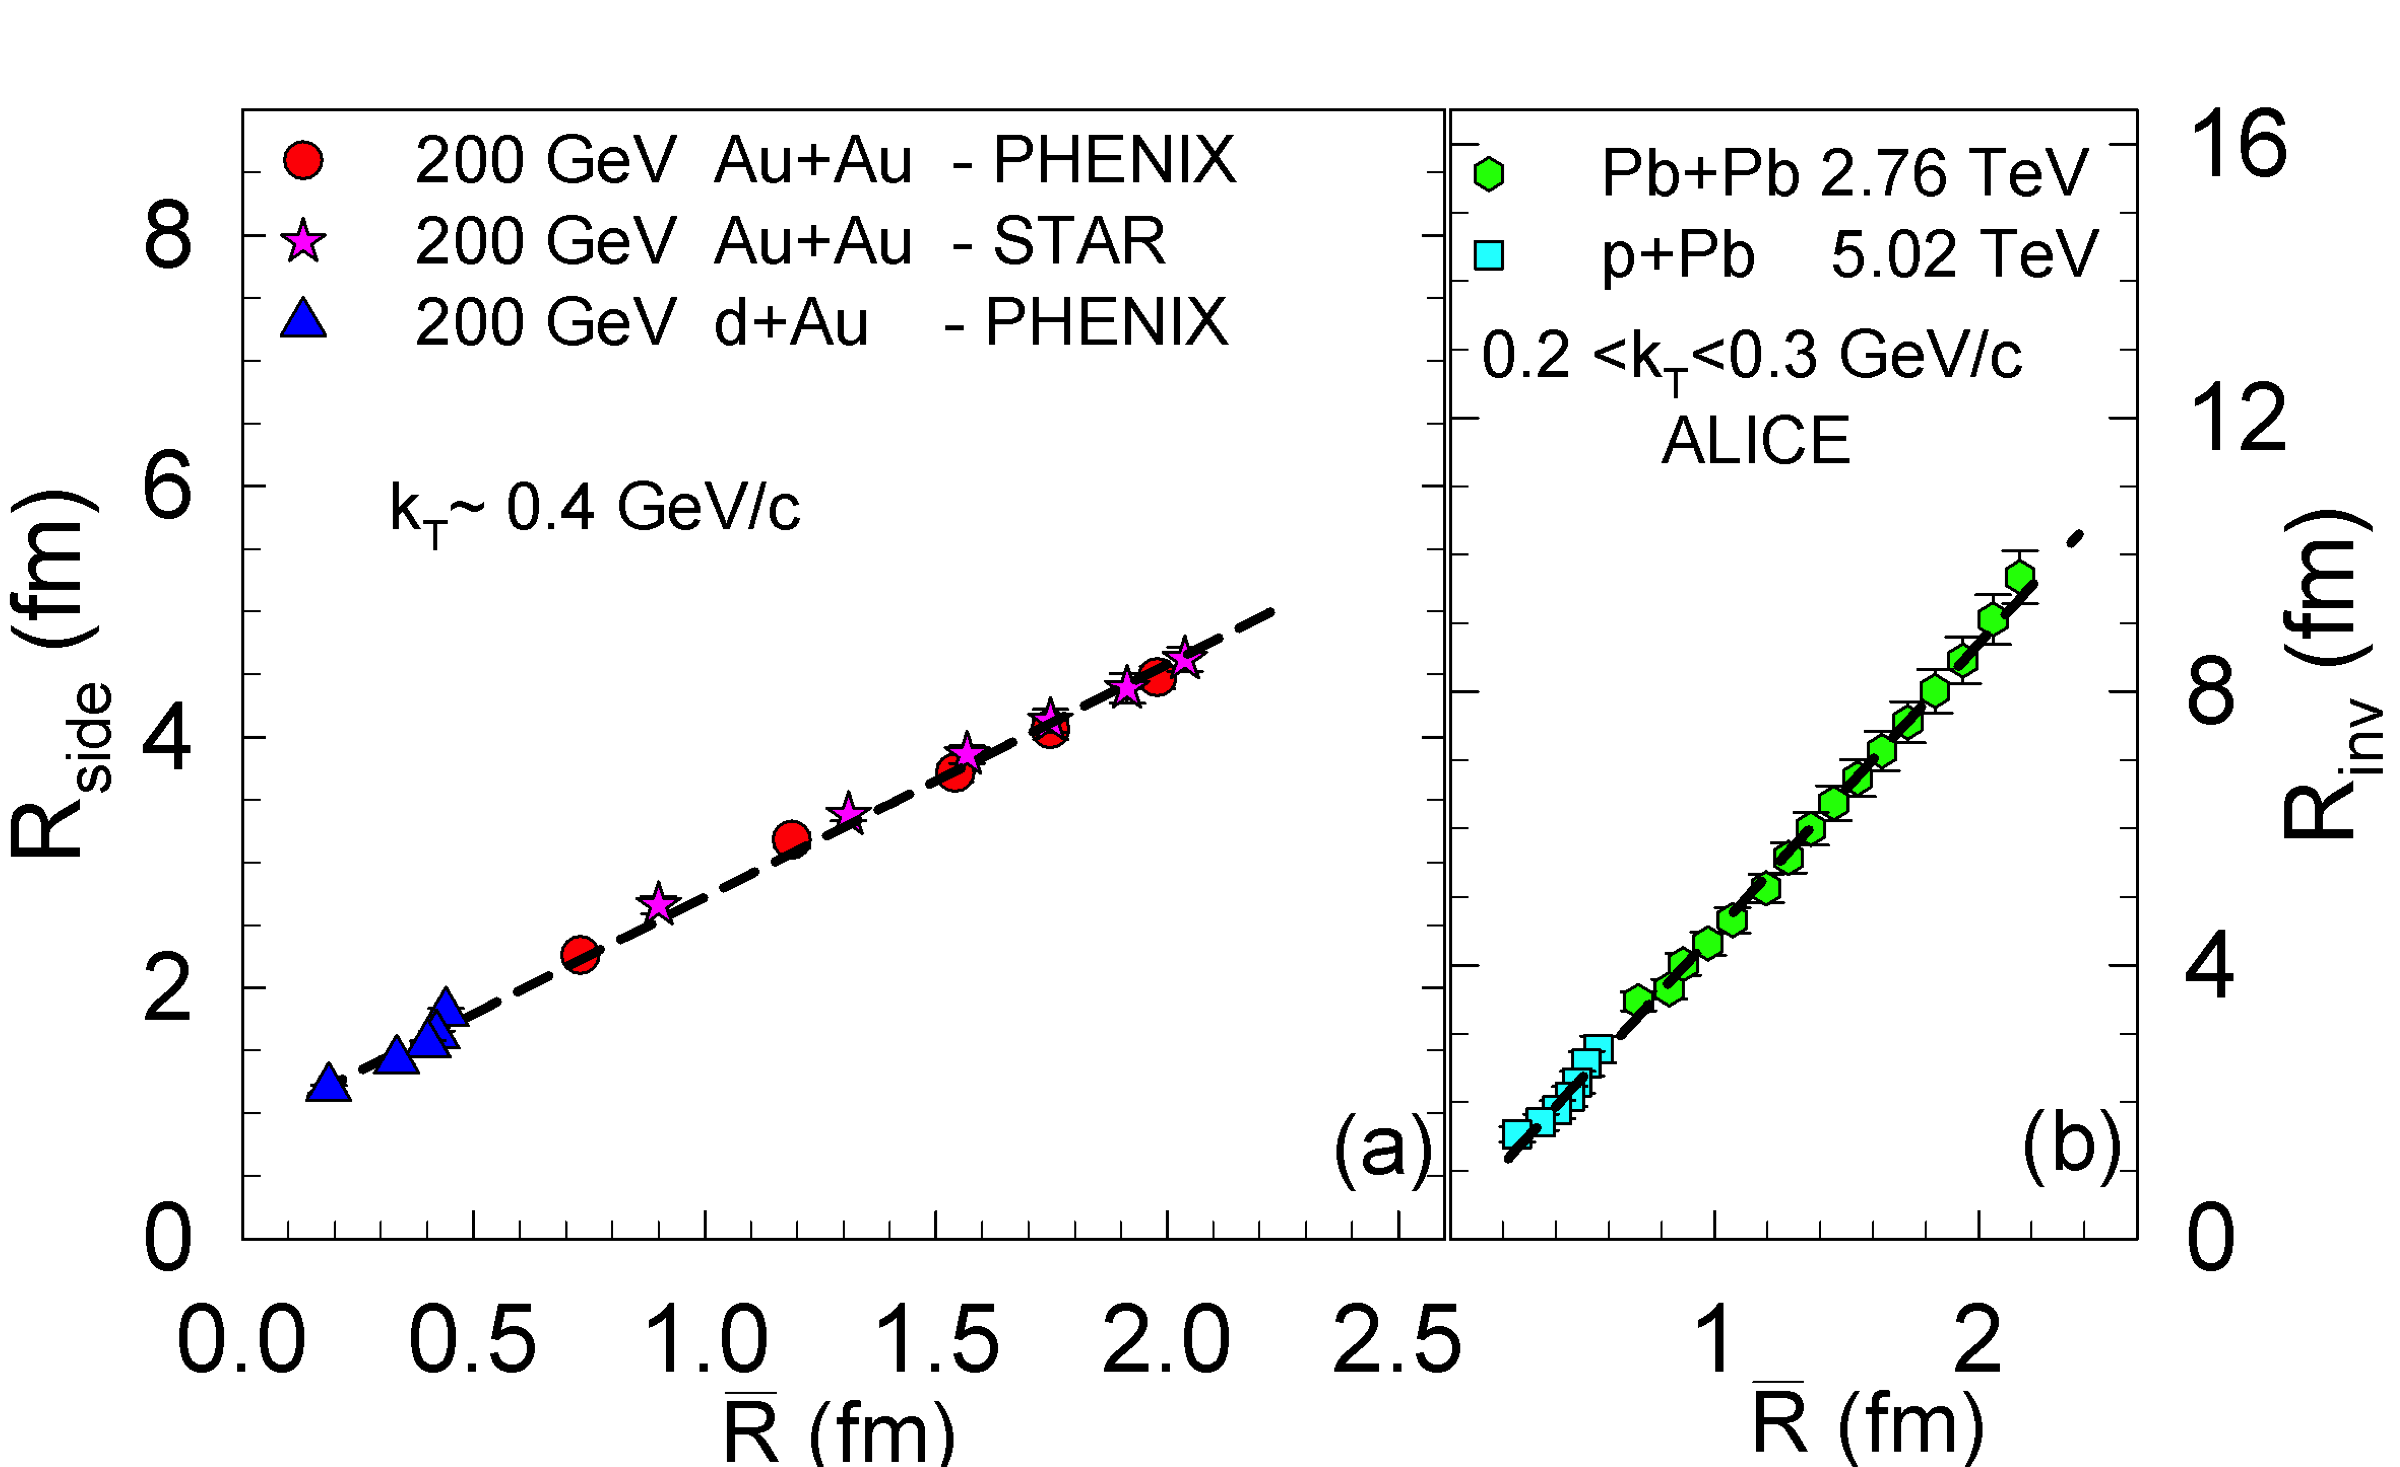 200 GeV Au+Au - PHENIX
200 GeV Au+Au - STAR
200 GeV d+Au - PHENIX
k_T~ 0.4 GeV/c
R_side (fm)
8
6
4
2
0
0.0 0.5 1.0 1.5 2.0 2.5
R̅ (fm)
(a)
Pb+Pb 2.76 TeV
p+Pb 5.02 TeV
0.2 <k_T<0.3 GeV/c
ALICE
(b)
1 2
R̅ (fm)
16
12
8
4
0
R_inv (fm)